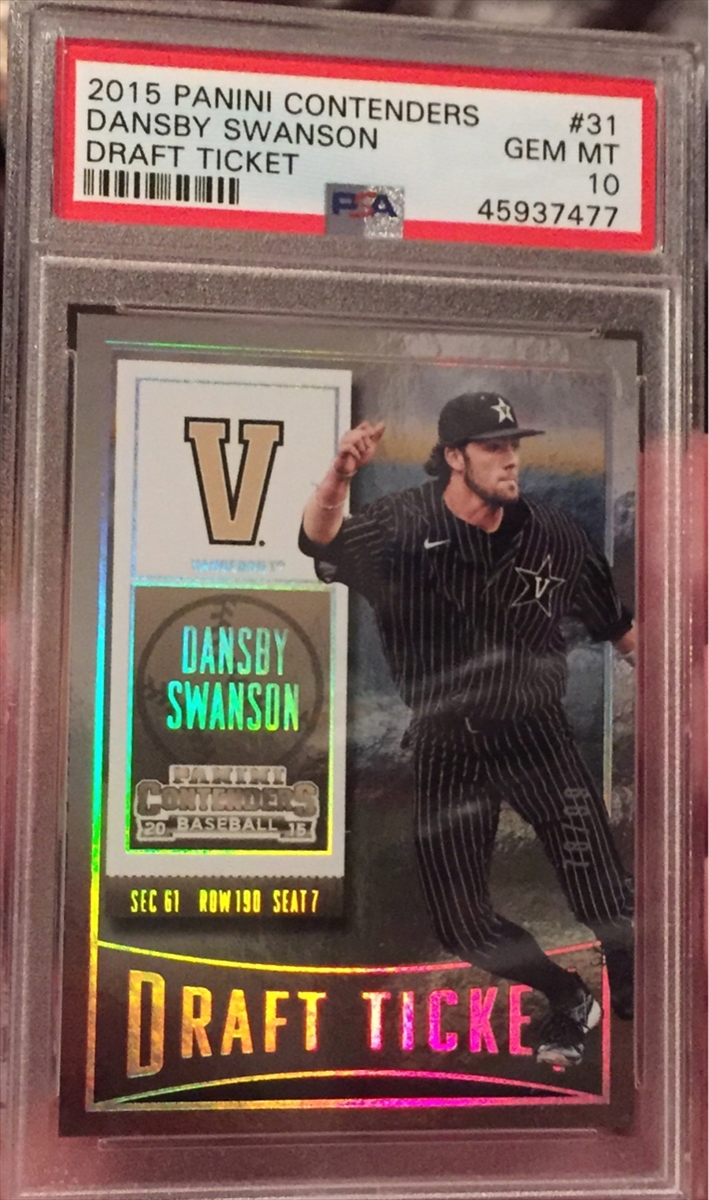 2015 PANINI CONTENDERS #31
DANSBY SWANSON GEM MT
DRAFT TICKET 10
PSA 45937477
V
V
DANSBY
SWANSON
PANINI
CONTENDERS
20 BASEBALL 15
SEC 61 ROW 190 SEAT 7
DRAFT TICKE